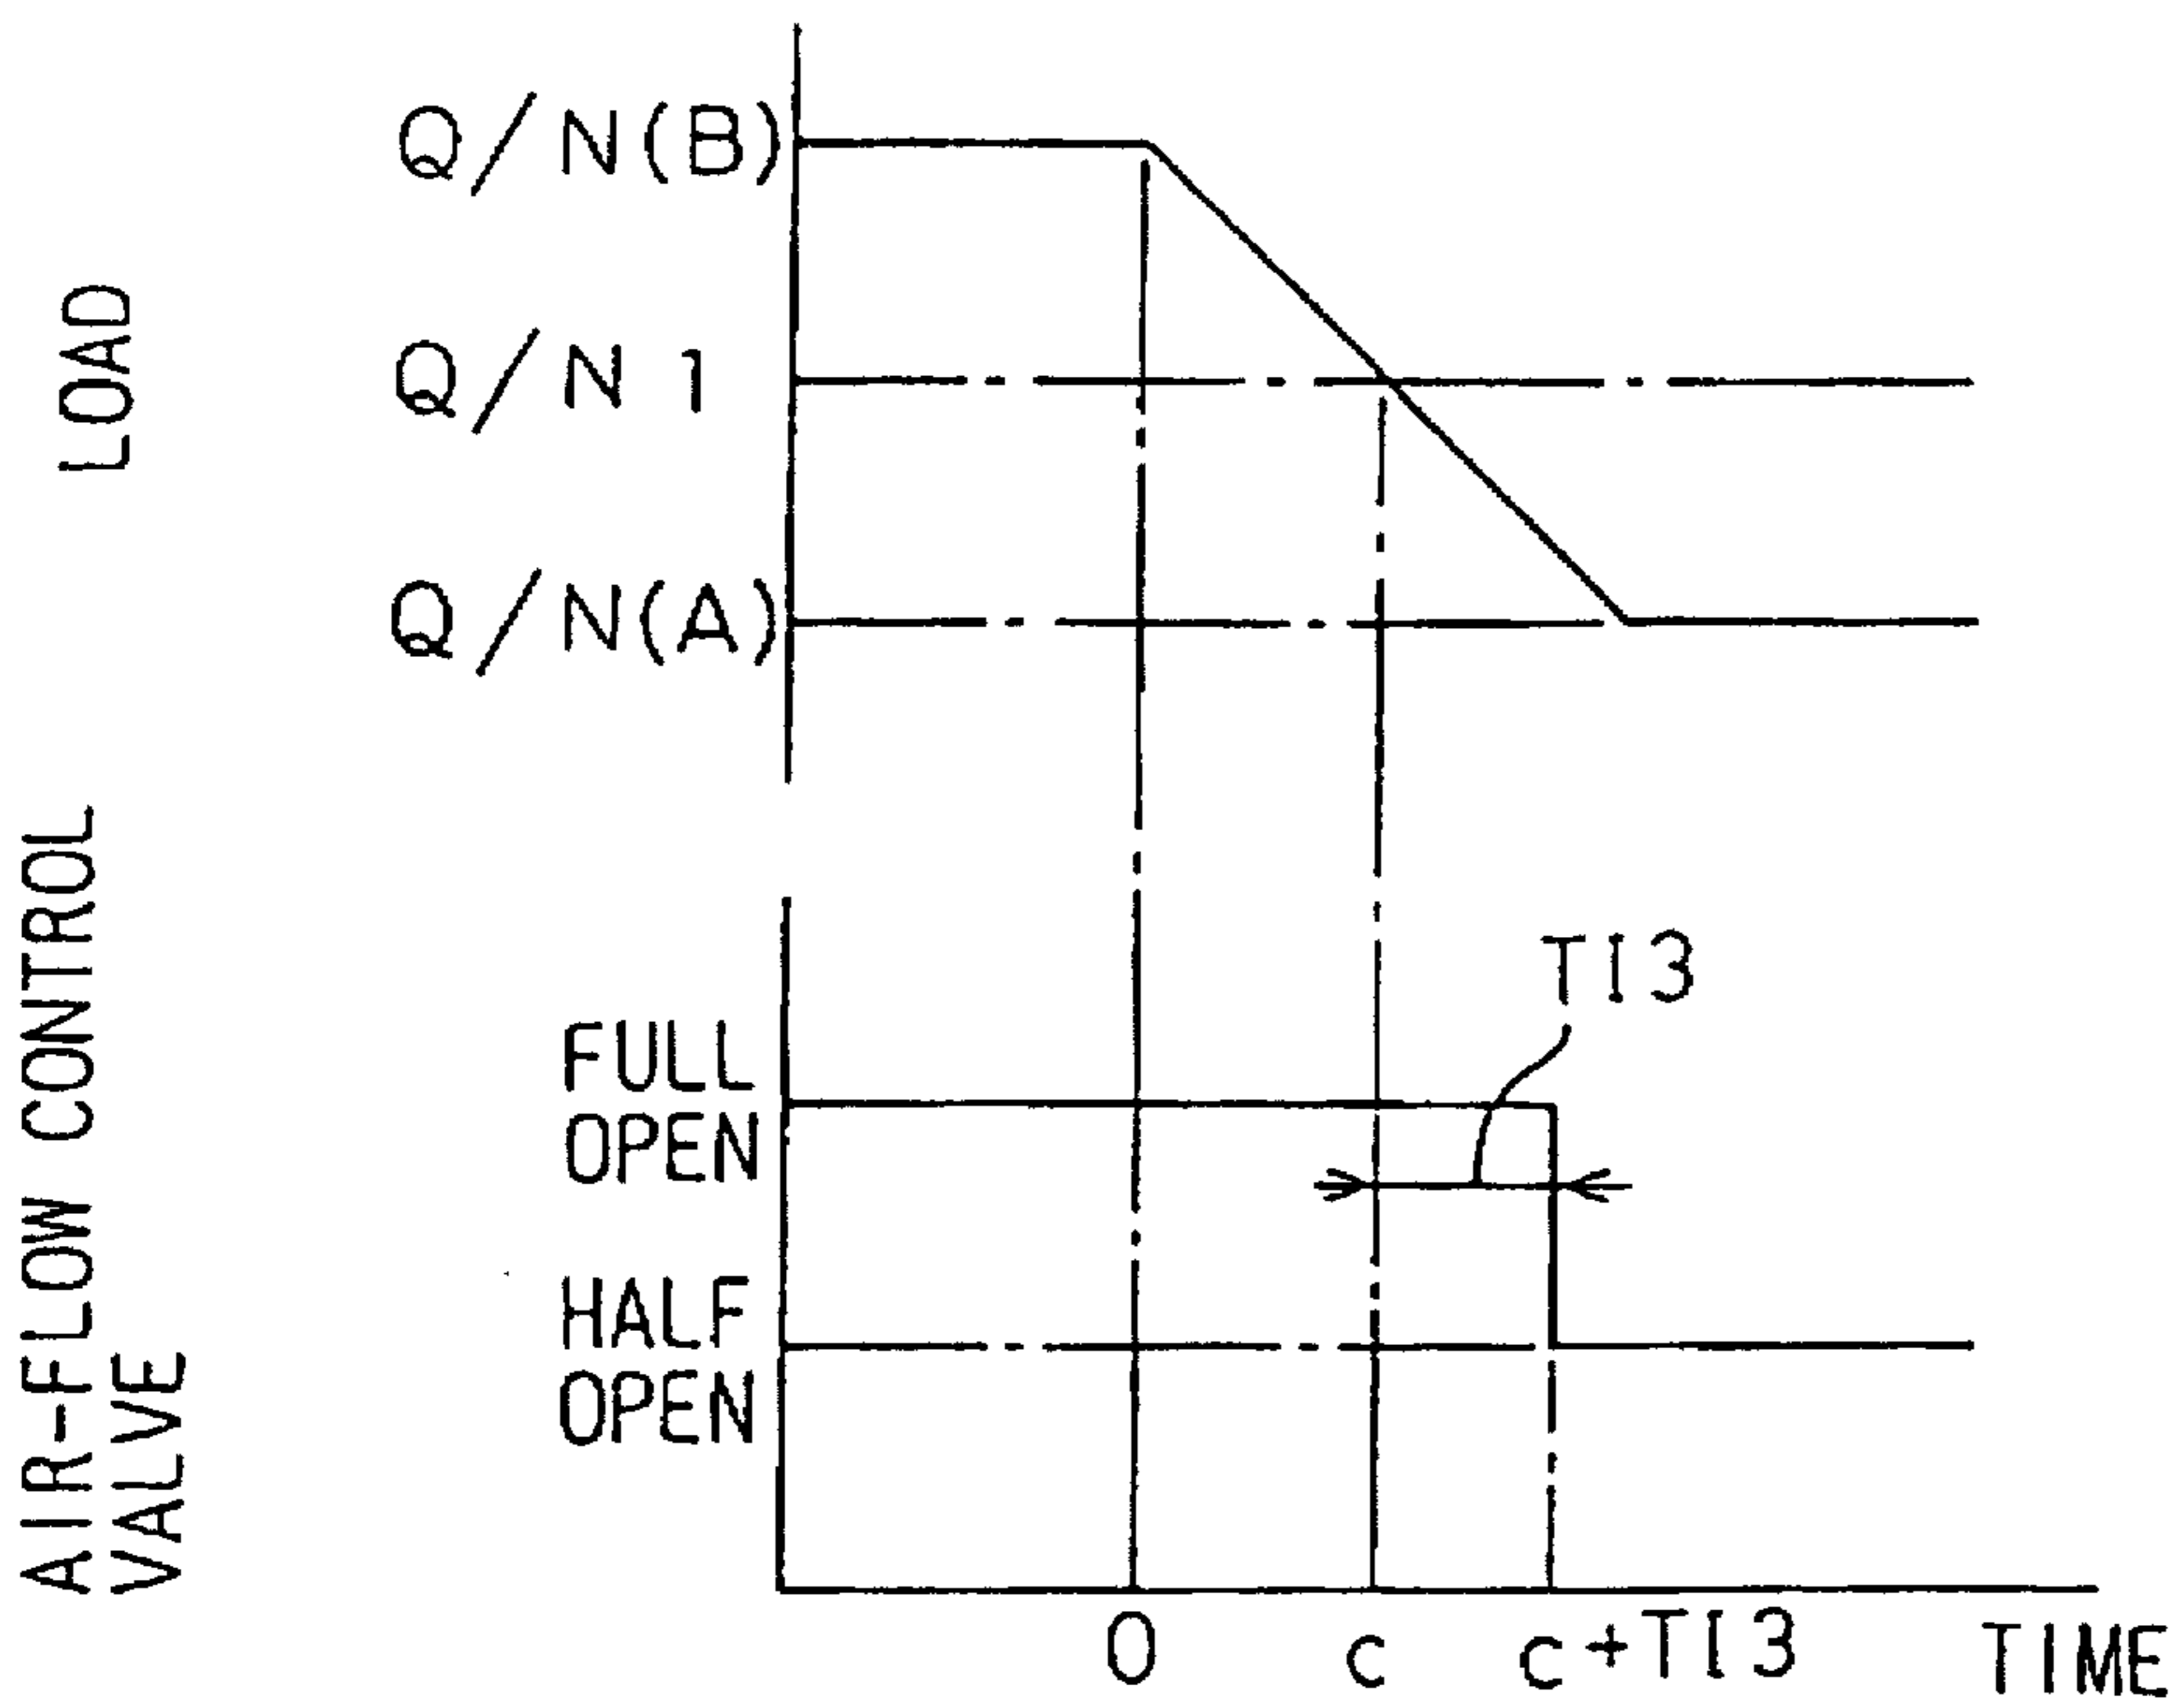 LOAD
Q/N(B)
Q/N 1
Q/N(A)
AIR-FLOW CONTROL
VALVE
FULL
OPEN
HALF
OPEN
TI3
0
c
c+TI3
TIME